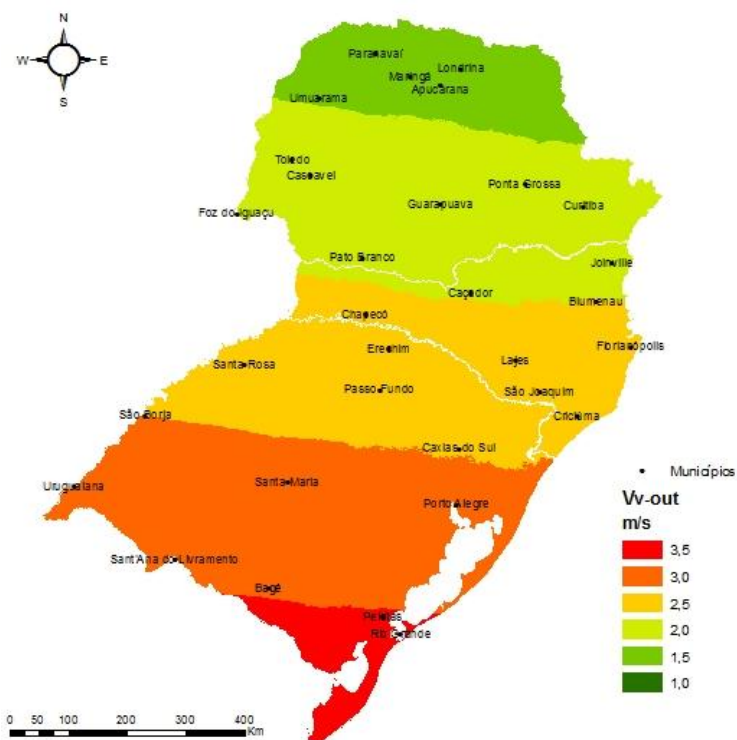 N
W E
S
Paranavaí
Londrina
Maringá
Apucarana
Umuarama
Toledo
Cascavel
Ponta Grossa
Guarapuava
Curitiba
Foz do Iguaçu
Pato Branco
Joinville
Caçador
Blumenau
Chapecó
Florianópolis
Erechim
Lajes
Santa Rosa
Passo Fundo
São Joaquim
São Borja
Criciúma
Caxias do Sul
Municípios
Uruguaiana
Santa Maria
Porto Alegre
Vv-out
m/s
3,5
3,0
2,5
2,0
1,5
1,0
Sant'Ana do Livramento
Bagé
Pelotas
Rio Grande
0 50 100 200 300 400
Km